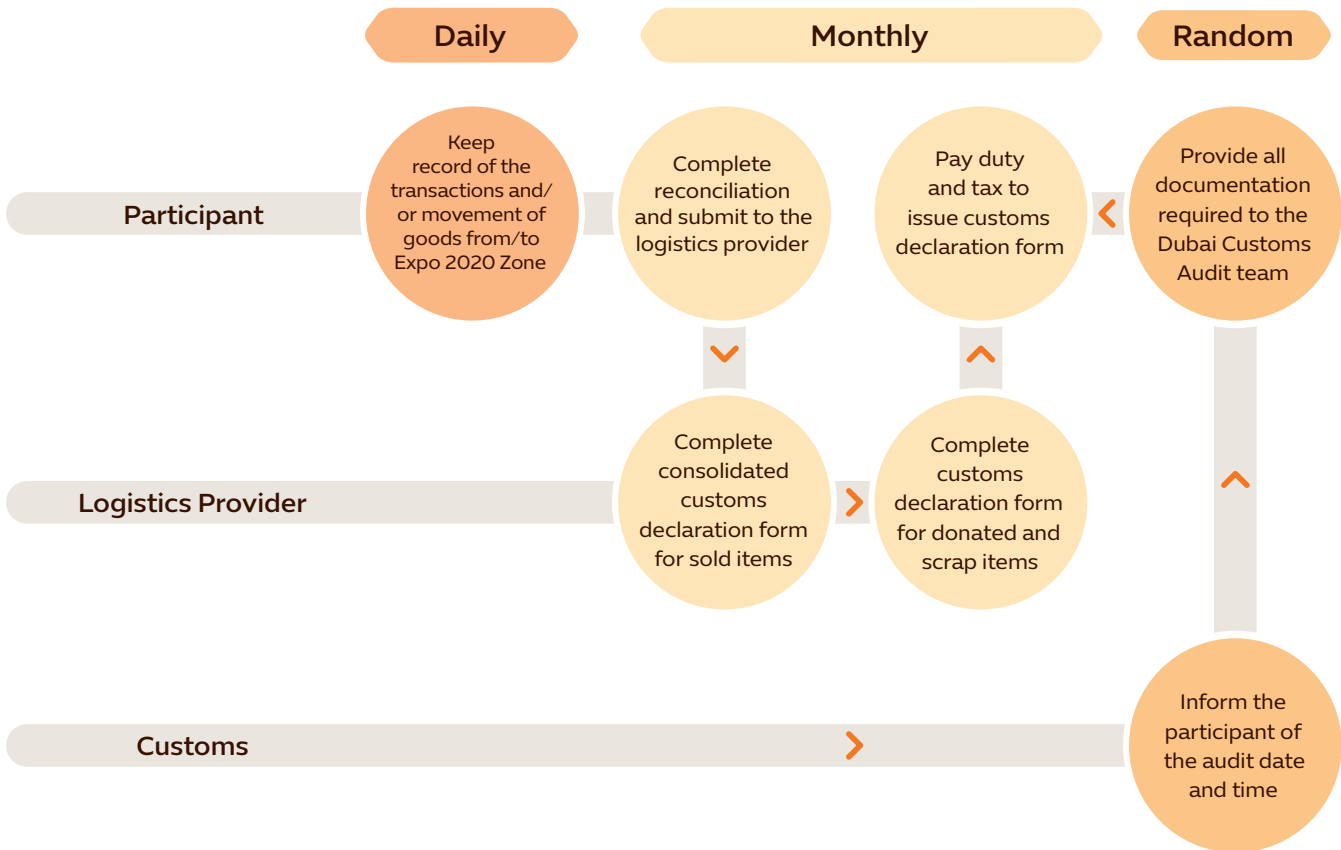 Daily
Monthly
Random
Participant
Keep
record of the
transactions and/
or movement of
goods from/to
Expo 2020 Zone
Complete
reconciliation
and submit to the
logistics provider
Pay duty
and tax to
issue customs
declaration form
Provide all
documentation
required to the
Dubai Customs
Audit team
Logistics Provider
Complete
consolidated
customs
declaration form
for sold items
Complete
customs
declaration form
for donated and
scrap items
Customs
Inform the
participant of
the audit date
and time